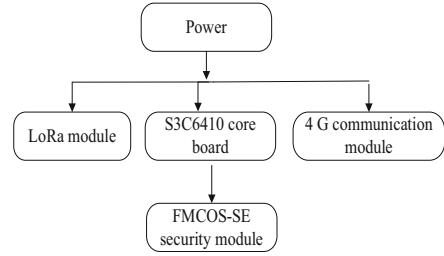 Power
LoRa module
S3C6410 core
board
4 G communication
module
FMCOS-SE
security module